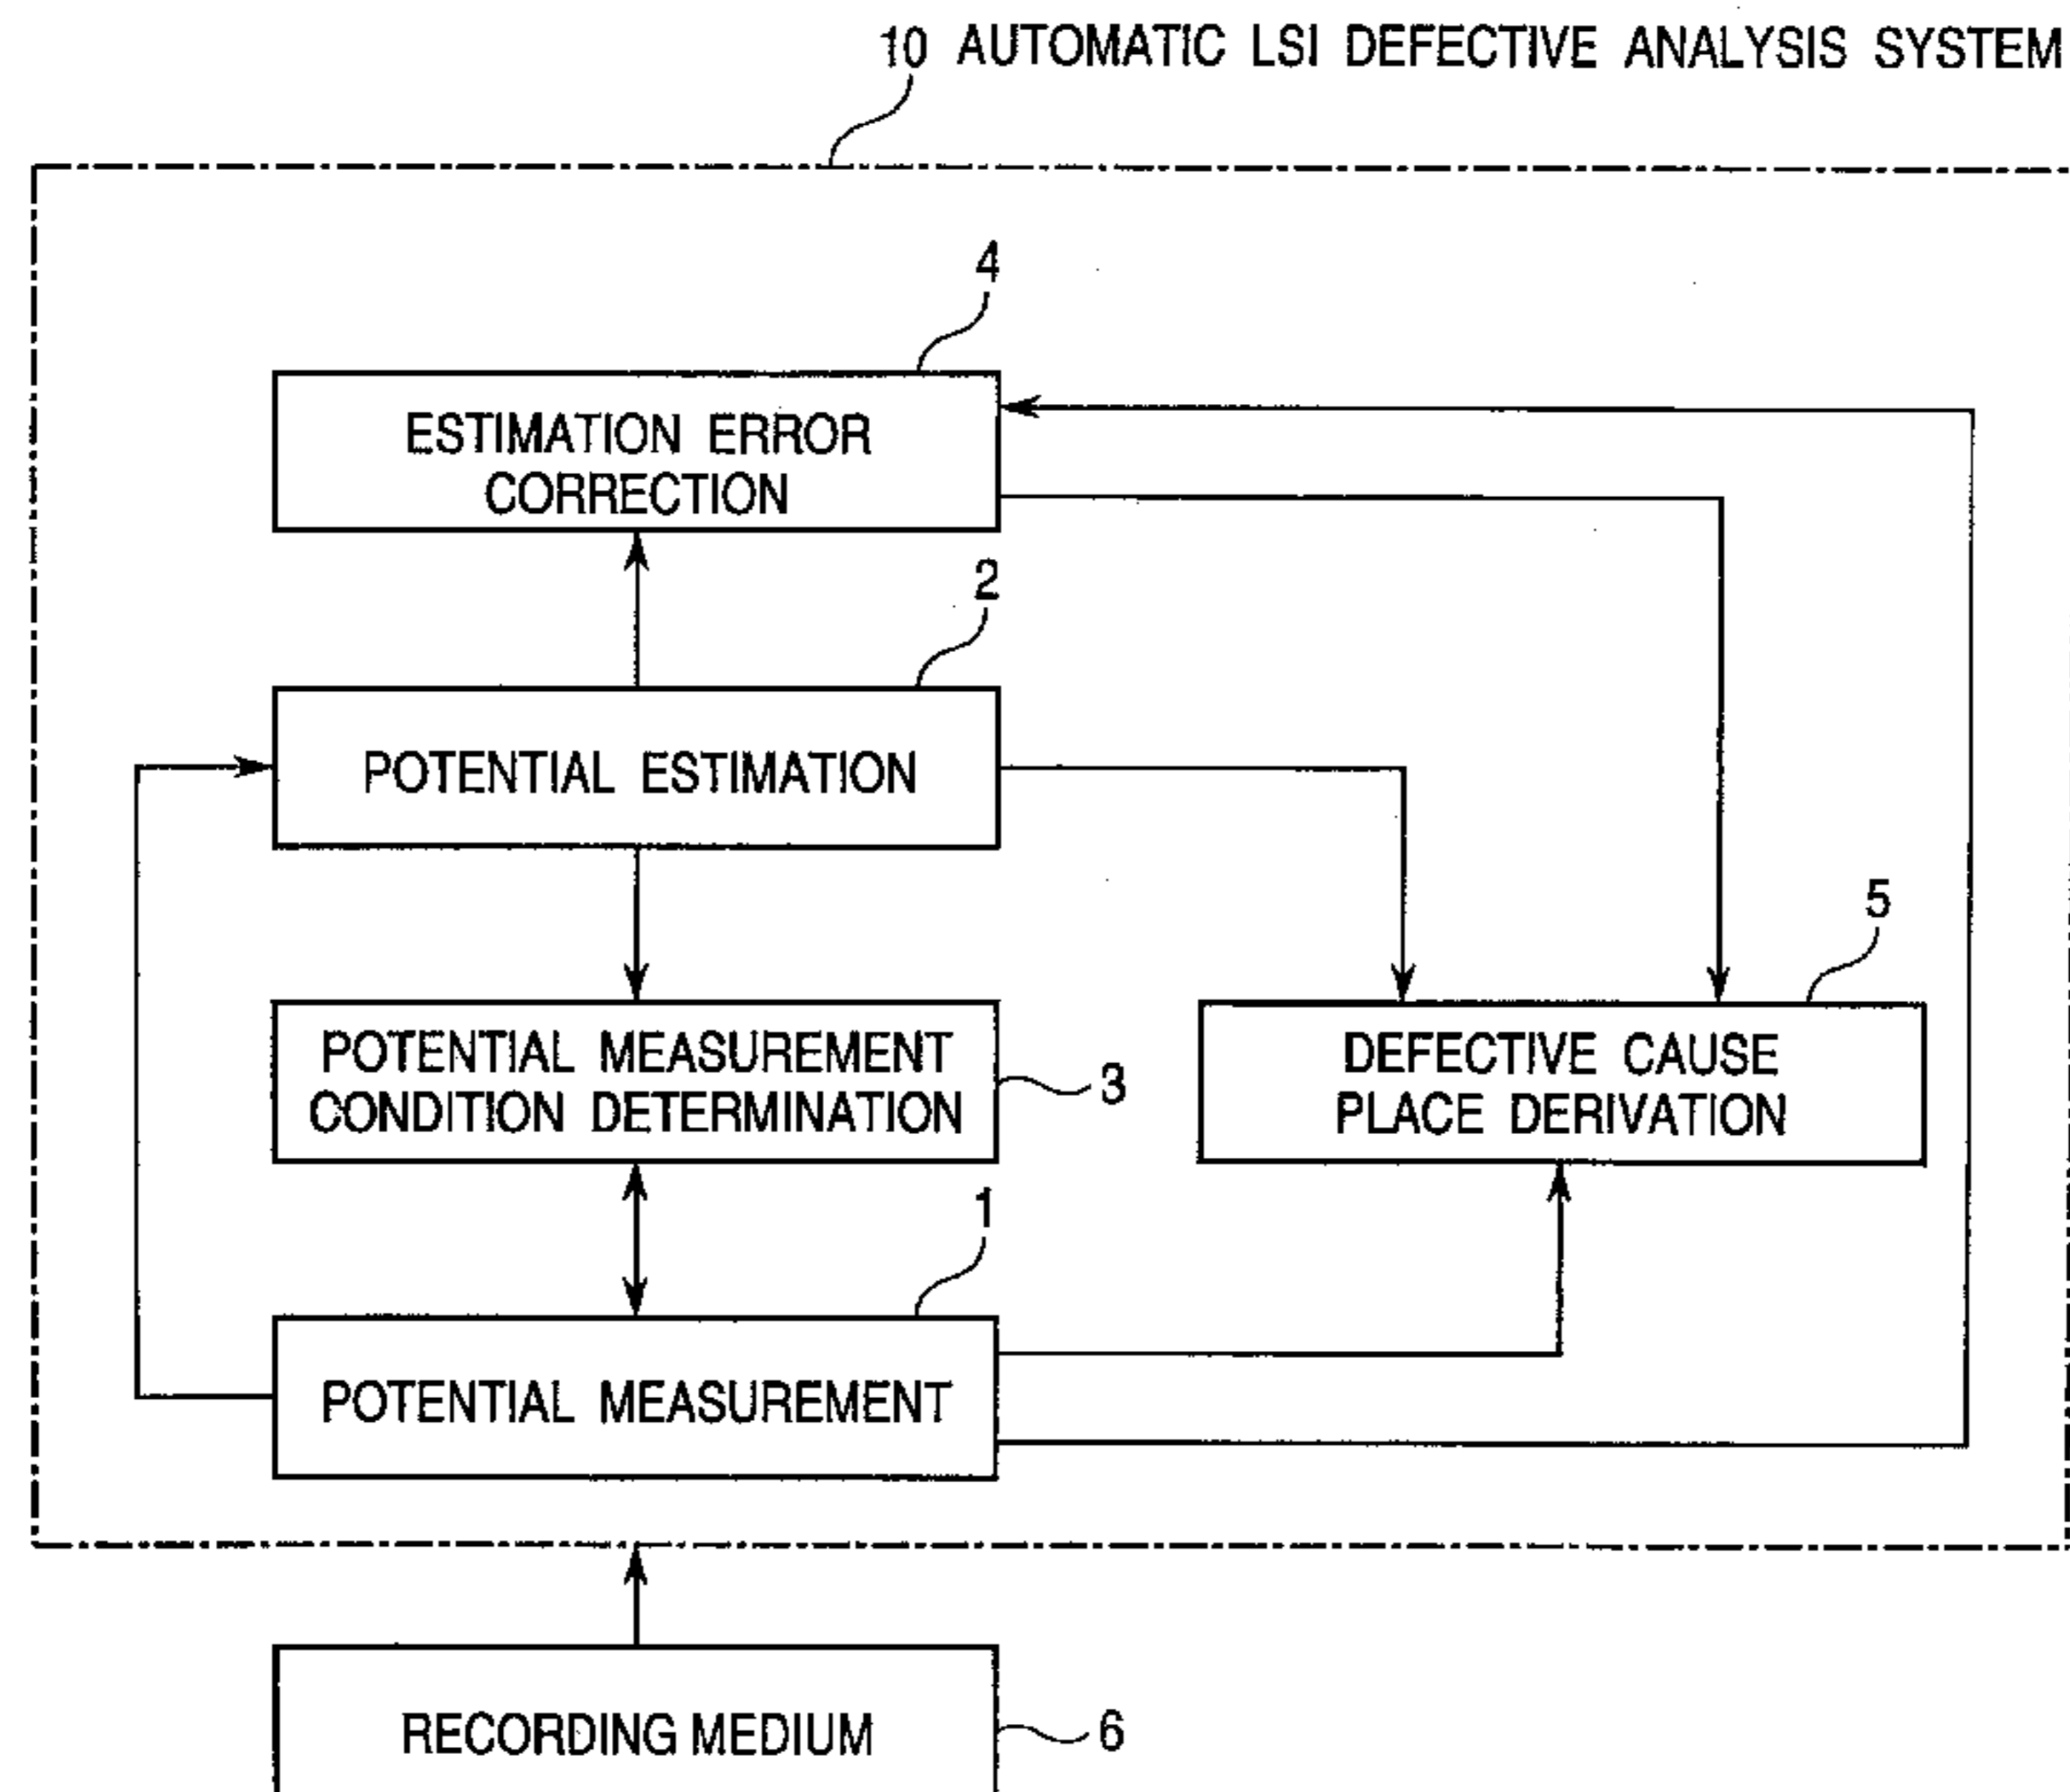 10 AUTOMATIC LSI DEFECTIVE ANALYSIS SYSTEM
4
ESTIMATION ERROR
CORRECTION
2
POTENTIAL ESTIMATION
5
POTENTIAL MEASUREMENT
CONDITION DETERMINATION
3
DEFECTIVE CAUSE
PLACE DERIVATION
1
POTENTIAL MEASUREMENT
RECORDING MEDIUM
6